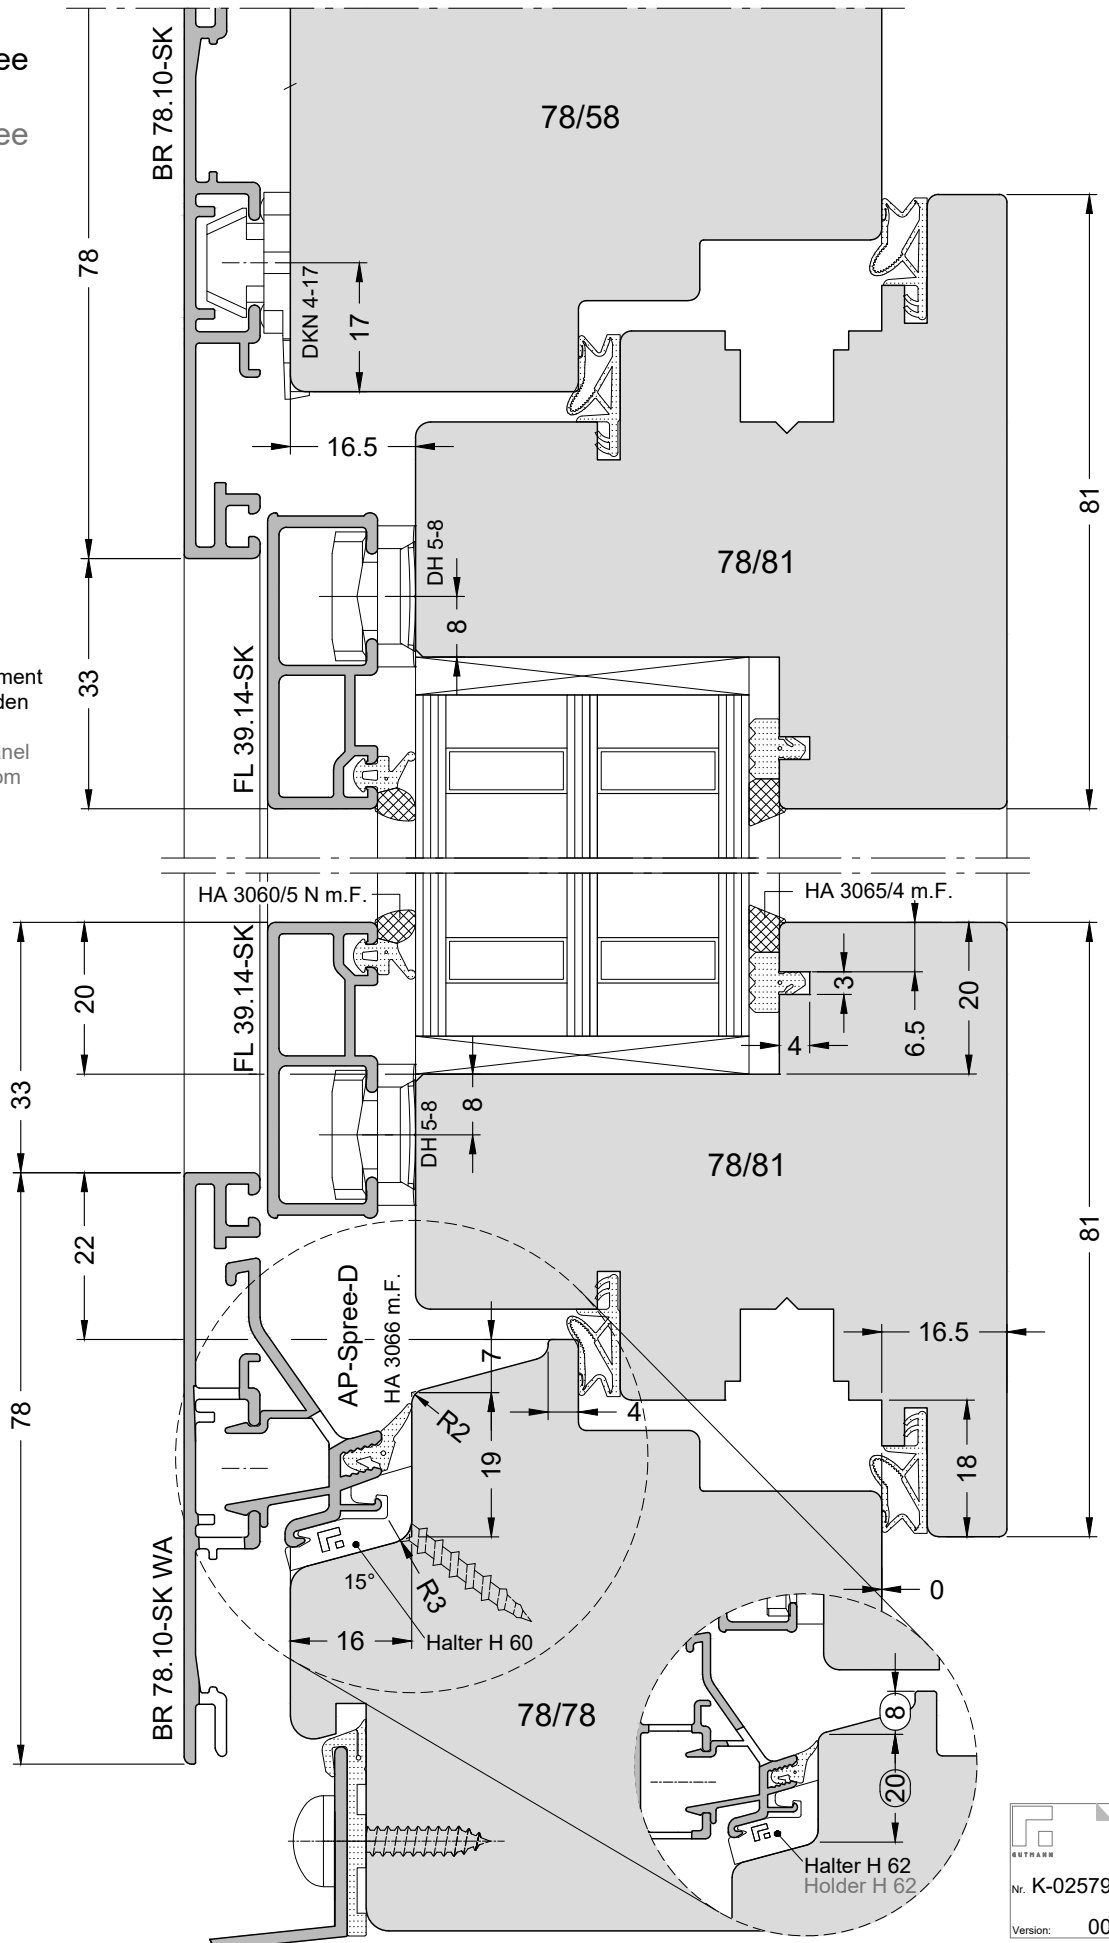 ee
ee
BR 78.10-SK
78/58
78
DKN 4-17
17
16.5
81
DH 5-8
8
78/81
ment
den
33
FL 39.14-SK
nel
om
HA 3060/5 N m.F.
HA 3065/4 m.F.
FL 39.14-SK
20
3
20
6.5
4
33
8
DH 5-8
78/81
22
81
AP-Spree-D
HA 3066 m.F.
7
16.5
4
R2
78
19
18
15°
R3
0
16
Halter H 60
BR 78.10-SK WA
78/78
8
20
Halter H 62
Holder H 62
GUTMANN
Nr. K-02579
Version: 00